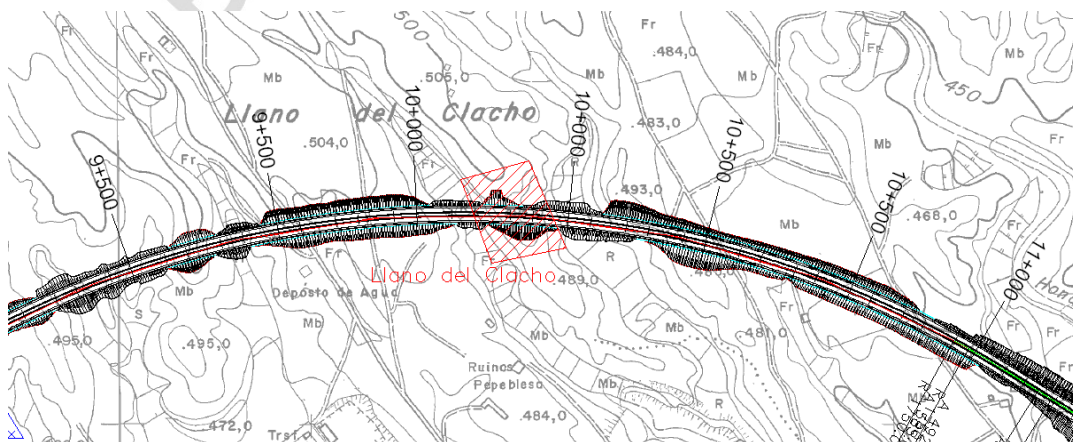 Fr
Fr
500
.505,0
Mb
Mb
.484,0
Mb
Fr
450
Llano del Clacho
9+500
10+000
10+000
.504,0
.483,0
10+500
Mb
9+500
Fr
Fr
Fr
.493,0
10+500
.468,0
Mb
Fr
R
11+000
Llano del Clacho
.489,0
Mb
Depósito de Agua
S
Mb
Mb
Fr
Fr
Fr
.495,0
.495,0
.481,0
Ruinas
Pepebleso
Mb
Mb
R
.484,0
.472,0
Trst